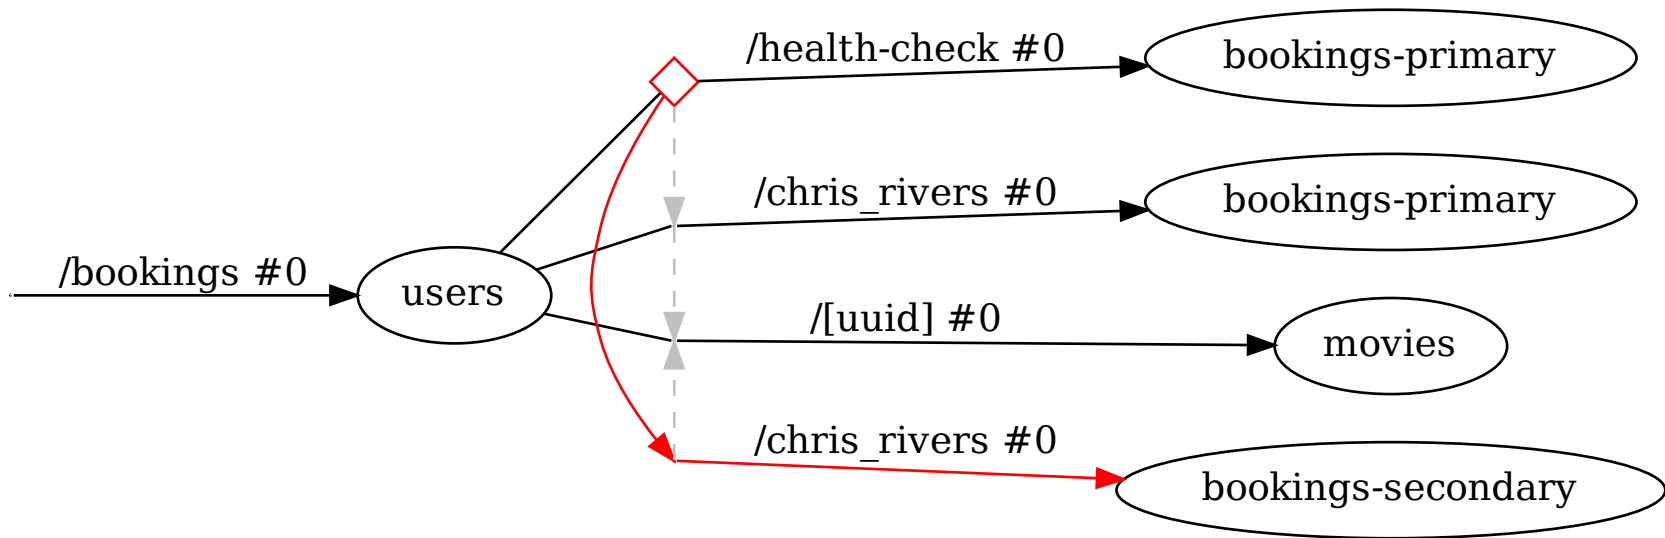 /health-check #0
bookings-primary
/chris_rivers #0
bookings-primary
/bookings #0
users
/[uuid] #0
movies
/chris_rivers #0
bookings-secondary